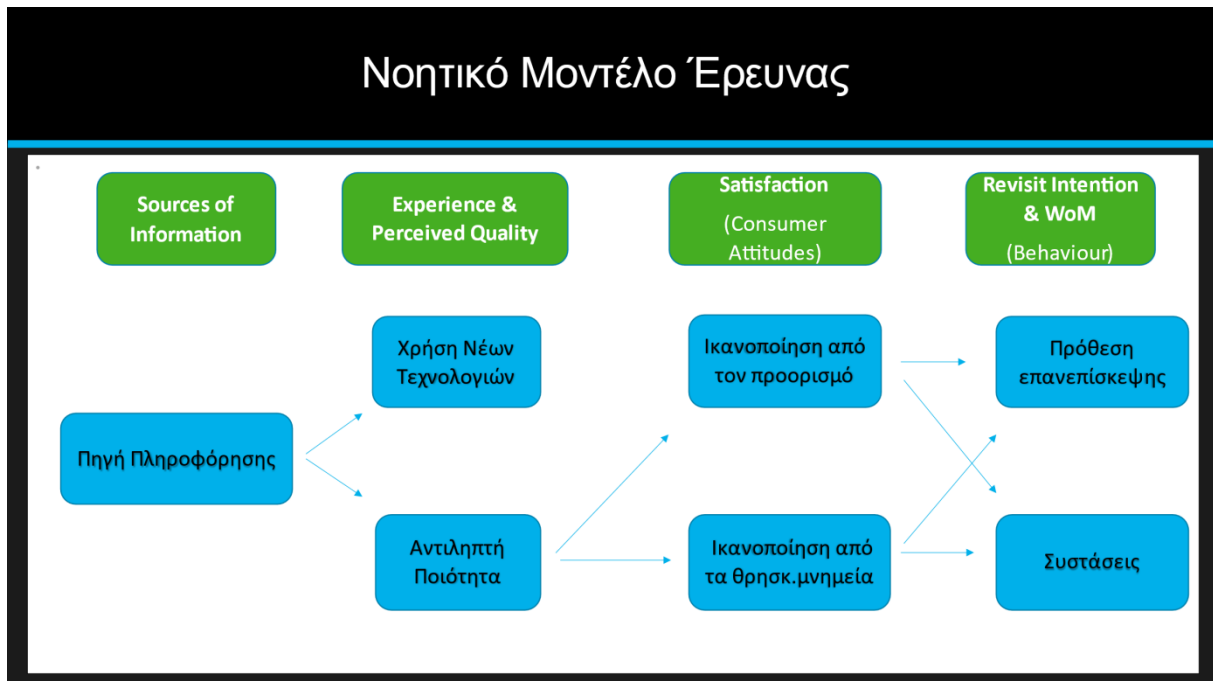 Νοητικό Μοντέλο Έρευνας
Sources of
Information
Experience &
Perceived Quality
Satisfaction
(Consumer
Attitudes)
Revisit Intention
& WoM
(Behaviour)
Χρήση Νέων
Τεχνολογιών
Ικανοποίηση από
τον προορισμό
Πρόθεση
επανεπίσκεψης
Πηγή Πληροφόρησης
Αντιληπτή
Ποιότητα
Ικανοποίηση από
τα θρησκ.μνημεία
Συστάσεις